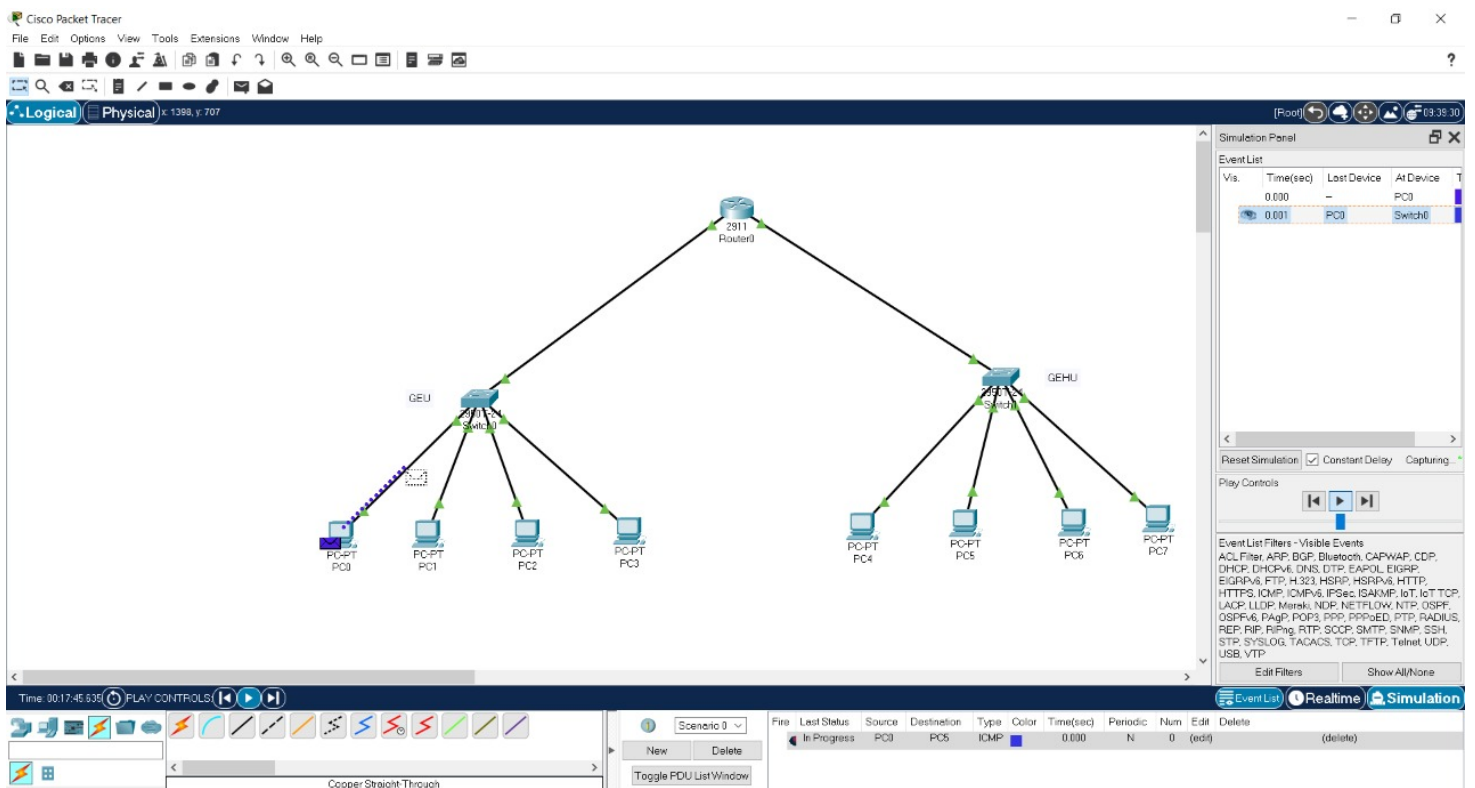 Cisco Packet Tracer
File Edit Options View Tools Extensions Window Help
?
Logical Physical x: 1398, y: 707
[Root] 09:39:30
Simulation Panel
Event List
Vis. Time(sec) Last Device At Device T
0.000 – PC0
0.001 PC0 Switch0
2911
Router0
GEU
2950T-24
Switch0
GEHU
2950T-24
Switch1
PC-PT
PC0
PC-PT
PC1
PC-PT
PC2
PC-PT
PC3
PC-PT
PC4
PC-PT
PC5
PC-PT
PC6
PC-PT
PC7
Reset Simulation Constant Delay Capturing...
Play Controls
Event List Filters - Visible Events
ACL Filter, ARP, BGP, Bluetooth, CAPWAP, CDP,
DHCP, DHCPv6, DNS, DTP, EAPOL, EIGRP,
EIGRPv6, FTP, H.323, HSRP, HSRPv6, HTTP,
HTTPS, ICMP, ICMPv6, IPSec, ISAKMP, IoT, IoT TCP,
LACP, LLDP, Meraki, NDP, NETFLOW, NTP, OSPF,
OSPFv6, PAgP, POP3, PPP, PPPoED, PTP, RADIUS,
REP, RIP, RIPng, RTP, SCCP, SMTP, SNMP, SSH,
STP, SYSLOG, TACACS, TCP, TFTP, Telnet, UDP,
USB, VTP
Edit Filters Show All/None
Time: 00:17:45.635 PLAY CONTROLS:
Event List Realtime Simulation
Scenario 0
New Delete
Toggle PDU List Window
Fire Last Status Source Destination Type Color Time(sec) Periodic Num Edit Delete
In Progress PC0 PC5 ICMP 0.000 N 0 (edit) (delete)
Copper Straight-Through